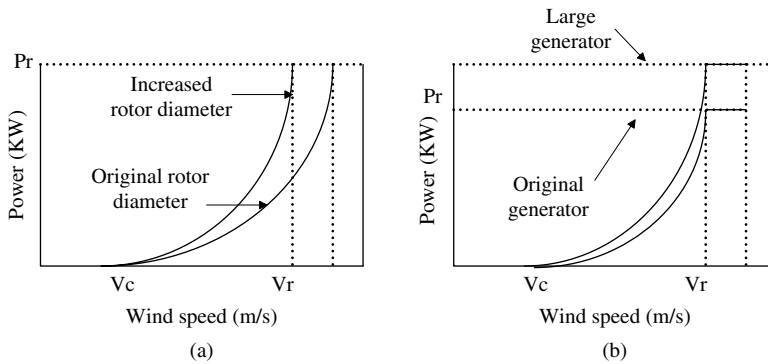 Pr
Increased
rotor diameter
Original rotor
diameter
Power (KW)
Vc
Vr
Wind speed (m/s)
(a)
Large
generator
Pr
Original
generator
Power (KW)
Vc
Vr
Wind speed (m/s)
(b)